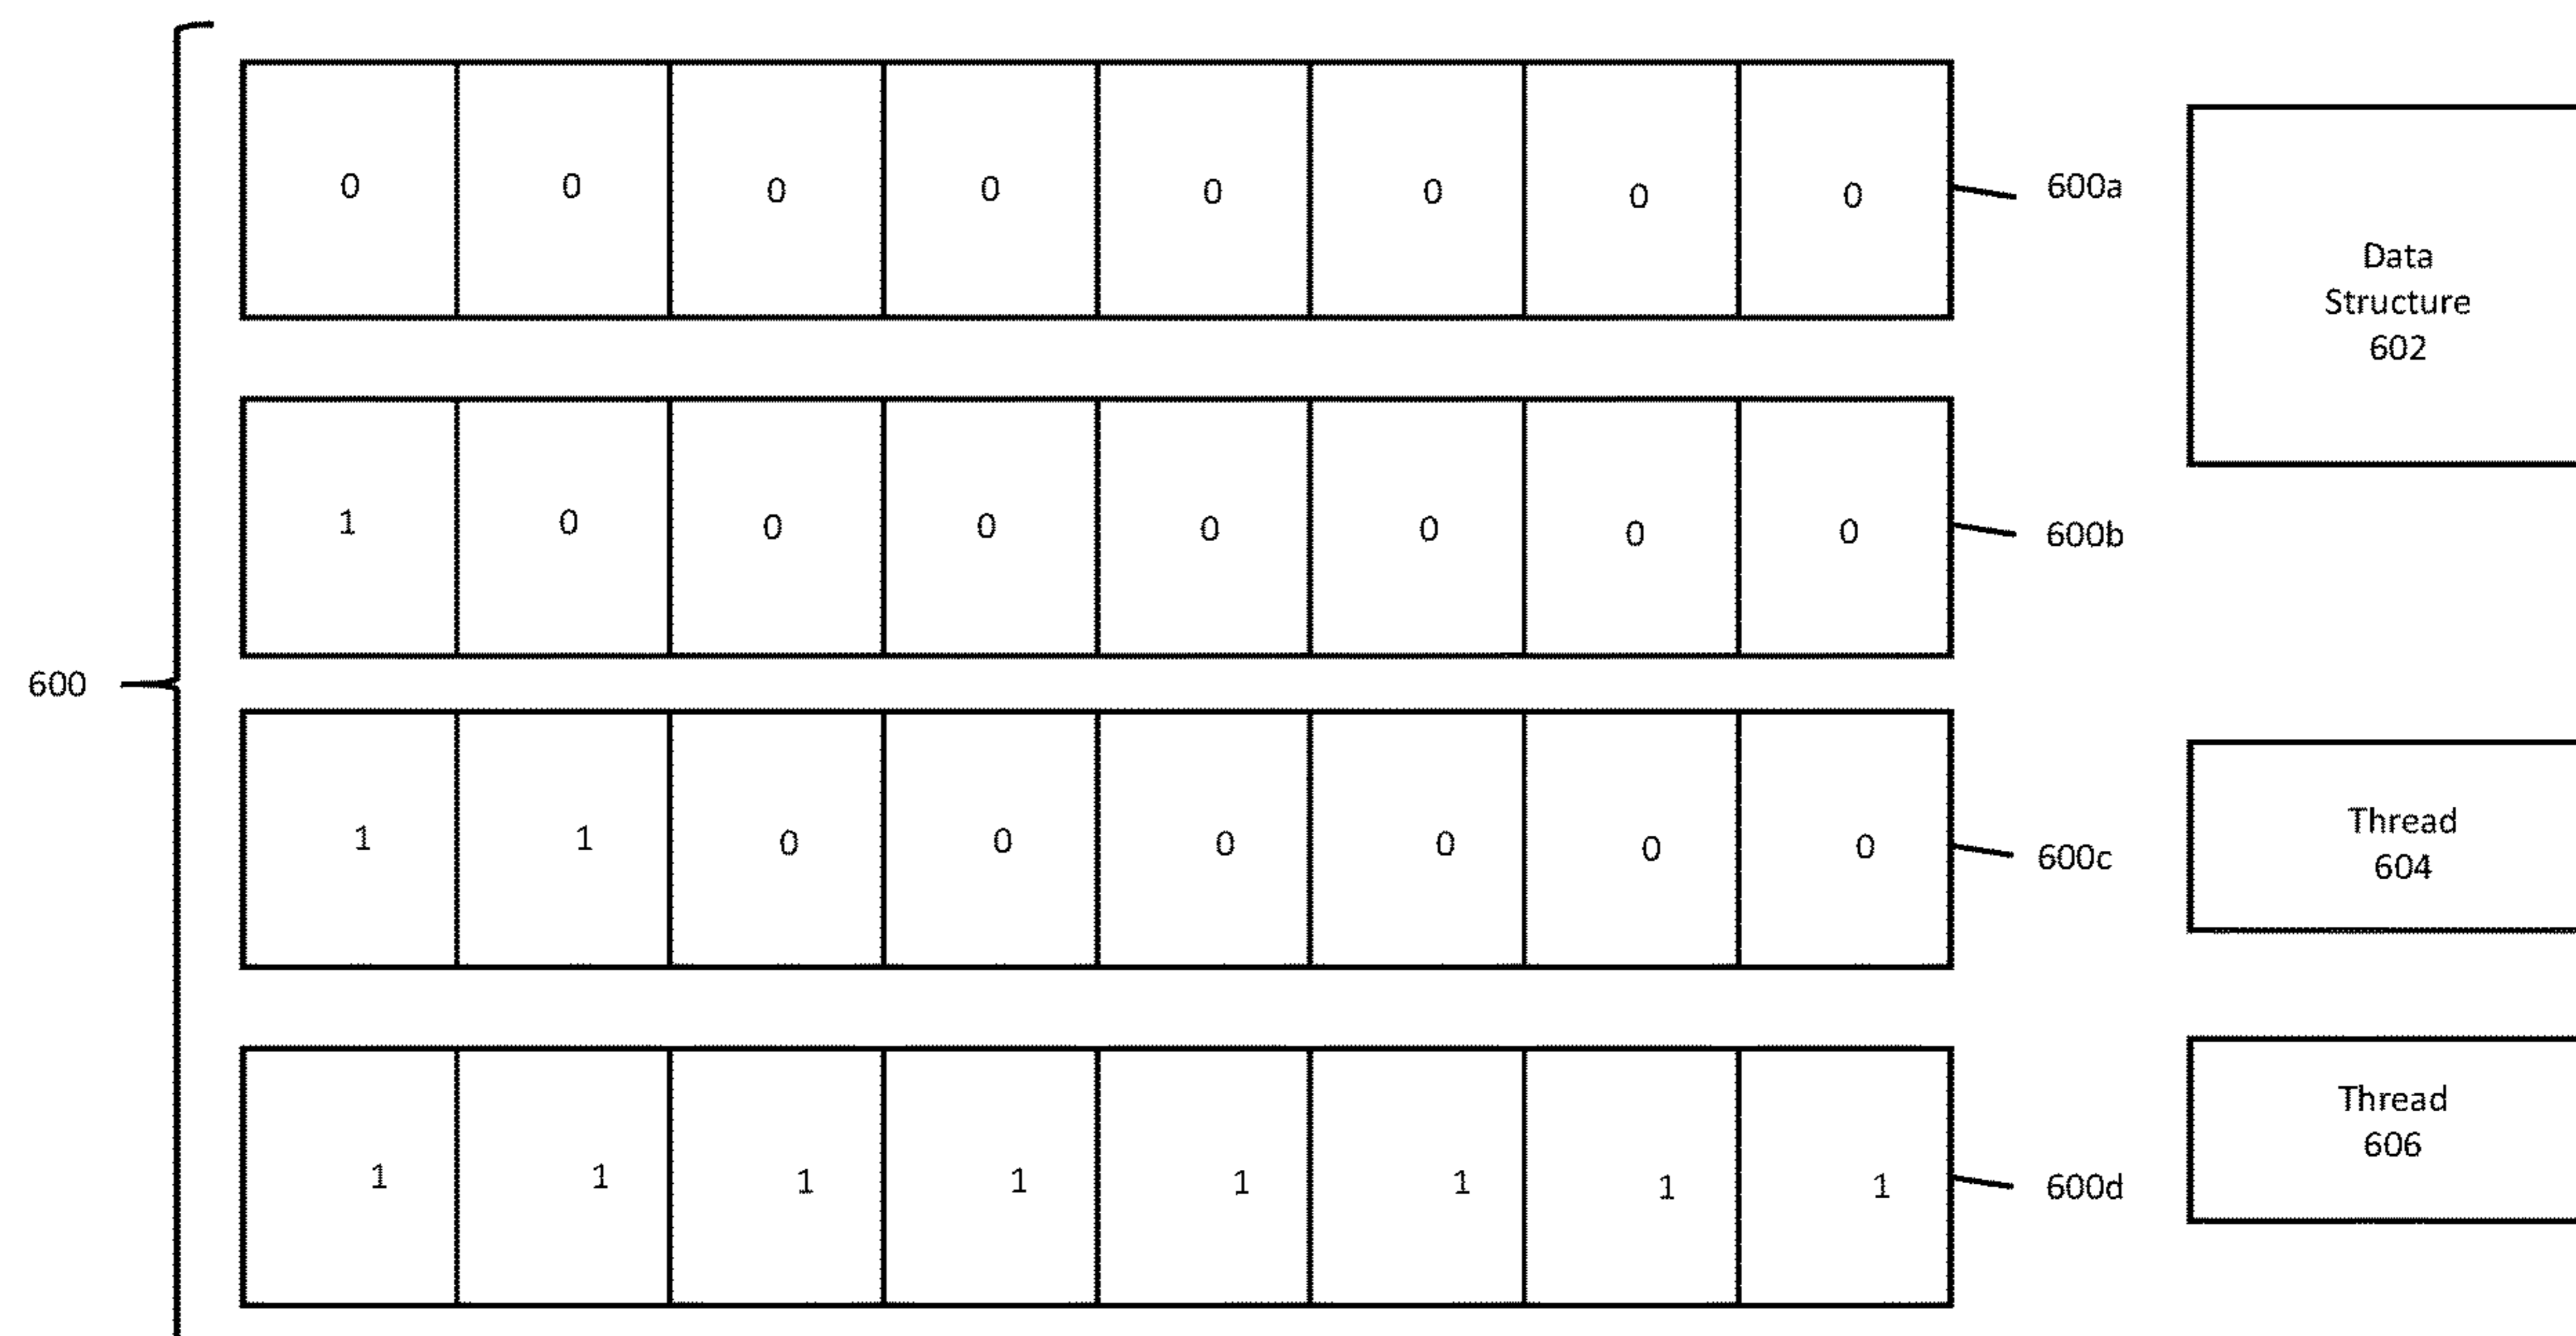 0 0 0 0 0 0 0 0 600a
Data
Structure
602
1 0 0 0 0 0 0 0 600b
600
1 1 0 0 0 0 0 0 600c
Thread
604
1 1 1 1 1 1 1 1 600d
Thread
606